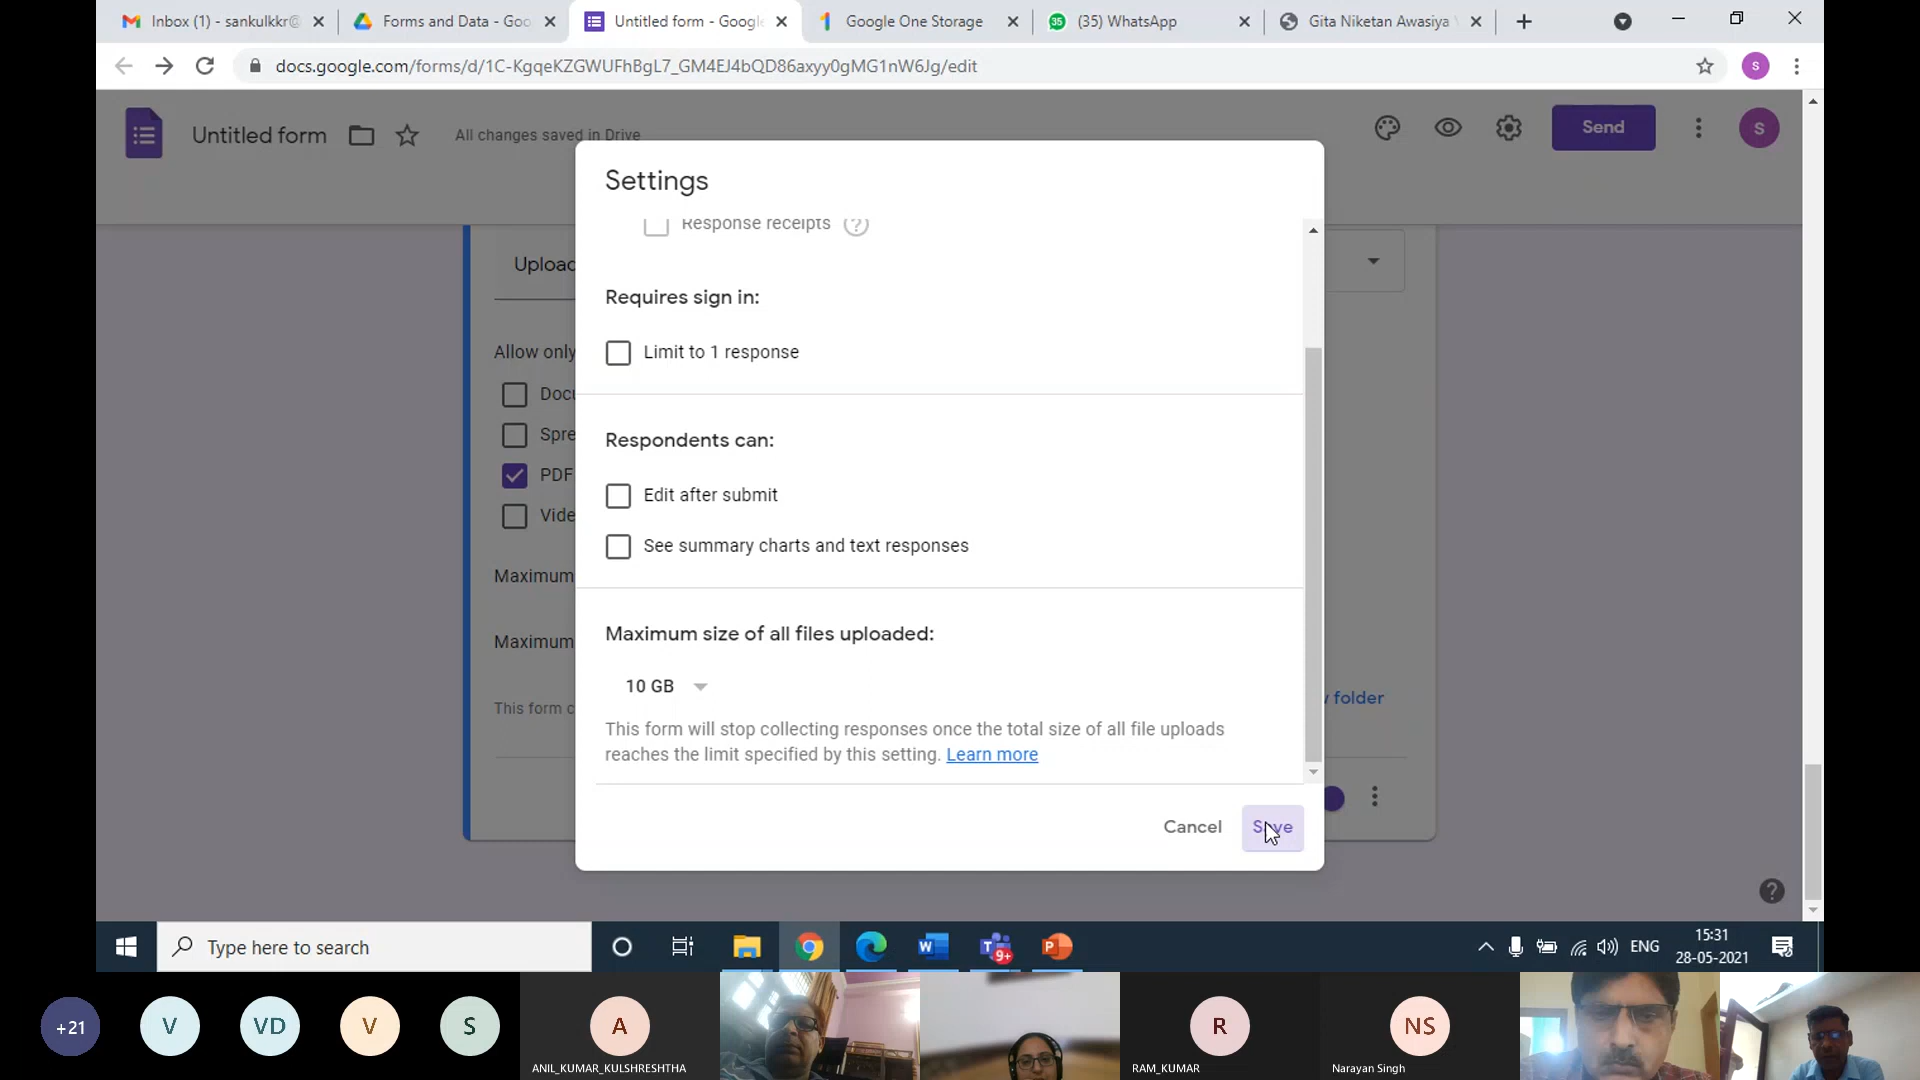 Inbox (1) - sankulkkr@
Forms and Data - Goo
Untitled form - Google
Google One Storage
35
(35) WhatsApp
Gita Niketan Awasiya
docs.google.com/forms/d/1C-KgqeKZGWUFhBgL7_GM4EJ4bQD86axyy0gMG1nW6Jg/edit
S
Untitled form
All changes saved in Drive
Send
S
Settings
Response receipts
Requires sign in:
Limit to 1 response
Respondents can:
Edit after submit
See summary charts and text responses
Maximum size of all files uploaded:
10 GB
This form will stop collecting responses once the total size of all file uploads
reaches the limit specified by this setting. Learn more
Cancel
Save
Upload
Allow only
Docu
Spre
PDF
Vide
Maximum
Maximum
This form c
folder
Type here to search
9+
ENG
15:31
28-05-2021
+21
V
VD
V
S
A
R
NS
ANIL_KUMAR_KULSHRESHTHA
RAM_KUMAR
Narayan Singh